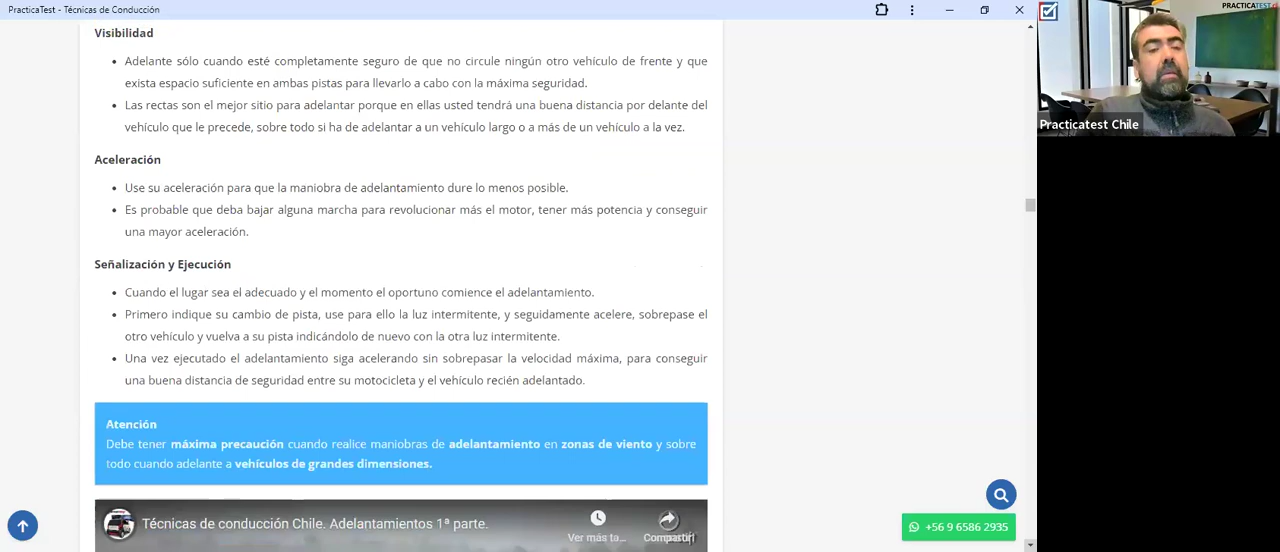 PracticaTest - Técnicas de Conducción
Visibilidad
• Adelante sólo cuando esté completamente seguro de que no circule ningún otro vehículo de frente y que
exista espacio suficiente en ambas pistas para llevarlo a cabo con la máxima seguridad.
• Las rectas son el mejor sitio para adelantar porque en ellas usted tendrá una buena distancia por delante del
vehículo que le precede, sobre todo si ha de adelantar a un vehículo largo o a más de un vehículo a la vez.
Aceleración
• Use su aceleración para que la maniobra de adelantamiento dure lo menos posible.
• Es probable que deba bajar alguna marcha para revolucionar más el motor, tener más potencia y conseguir
una mayor aceleración.
Señalización y Ejecución
• Cuando el lugar sea el adecuado y el momento el oportuno comience el adelantamiento.
• Primero indique su cambio de pista, use para ello la luz intermitente, y seguidamente acelere, sobrepase el
otro vehículo y vuelva a su pista indicándolo de nuevo con la otra luz intermitente.
• Una vez ejecutado el adelantamiento siga acelerando sin sobrepasar la velocidad máxima, para conseguir
una buena distancia de seguridad entre su motocicleta y el vehículo recién adelantado.
Atención
Debe tener máxima precaución cuando realice maniobras de adelantamiento en zonas de viento y sobre
todo cuando adelante a vehículos de grandes dimensiones.
Técnicas de conducción Chile. Adelantamientos 1ª parte.
Ver más ta...
Compartir
+56 9 6586 2935
PRACTICATEST
Practicatest Chile